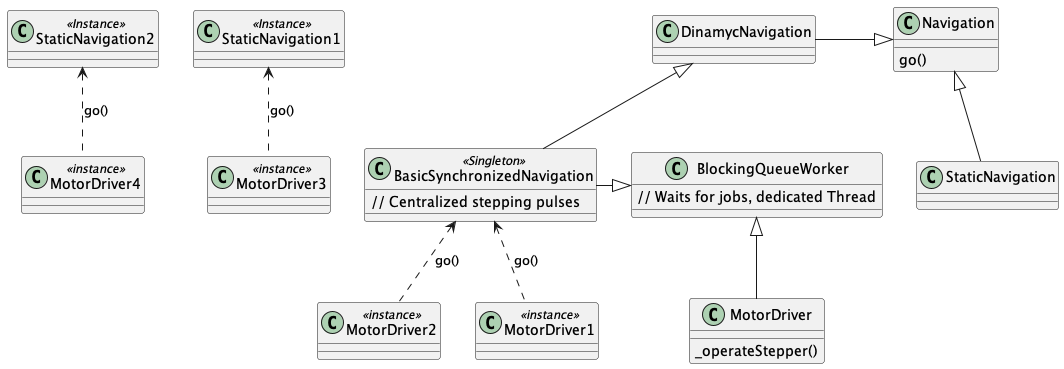 C «Instance»
StaticNavigation2
C «Instance»
StaticNavigation1
C DinamycNavigation
C Navigation
go()
go()
go()
C «instance»
MotorDriver4
C «instance»
MotorDriver3
C «Singleton»
BasicSynchronizedNavigation
// Centralized stepping pulses
C BlockingQueueWorker
// Waits for jobs, dedicated Thread
C StaticNavigation
go()
go()
C «instance»
MotorDriver2
C «instance»
MotorDriver1
C MotorDriver
_operateStepper()